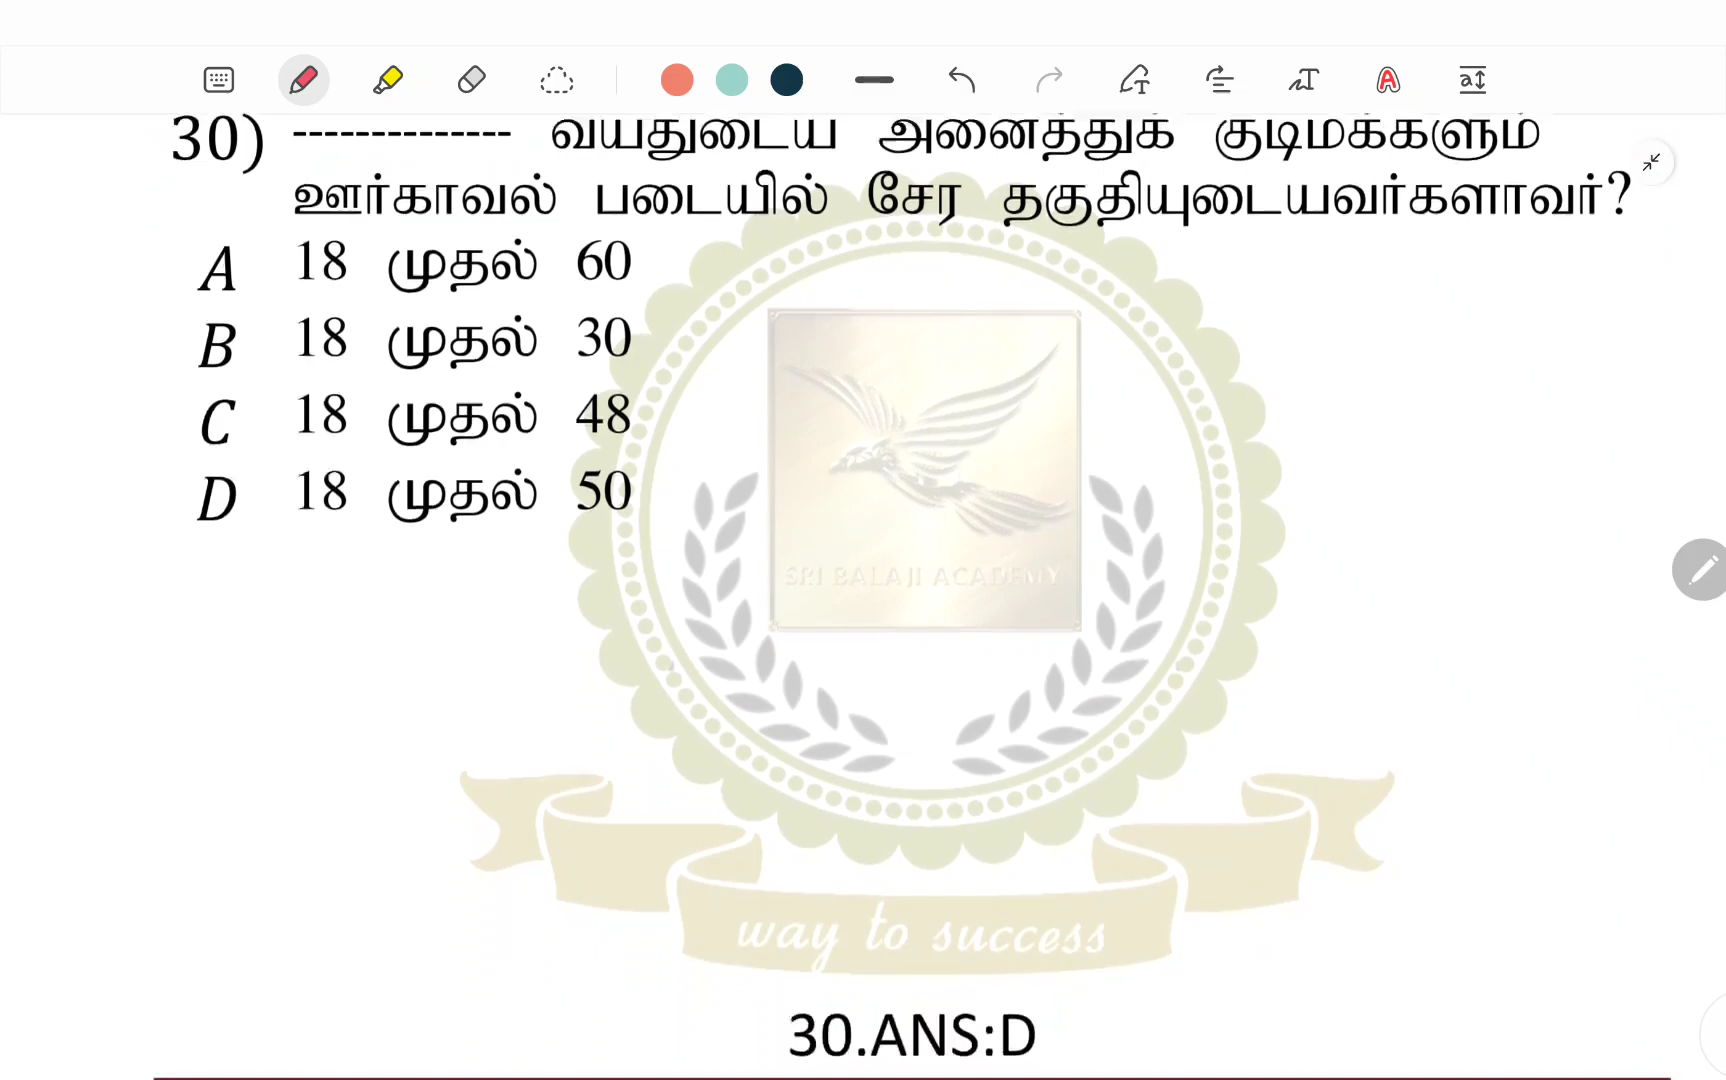 30) -------------- வயதுடைய அனைத்துக் குடிமக்களும்
ஊர்காவல் படையில் சேர தகுதியுடையவர்களாவர்?
A 18 முதல் 60
B 18 முதல் 30
C 18 முதல் 48
D 18 முதல் 50
SRI BALAJI ACADEMY
way to success
30.ANS:D